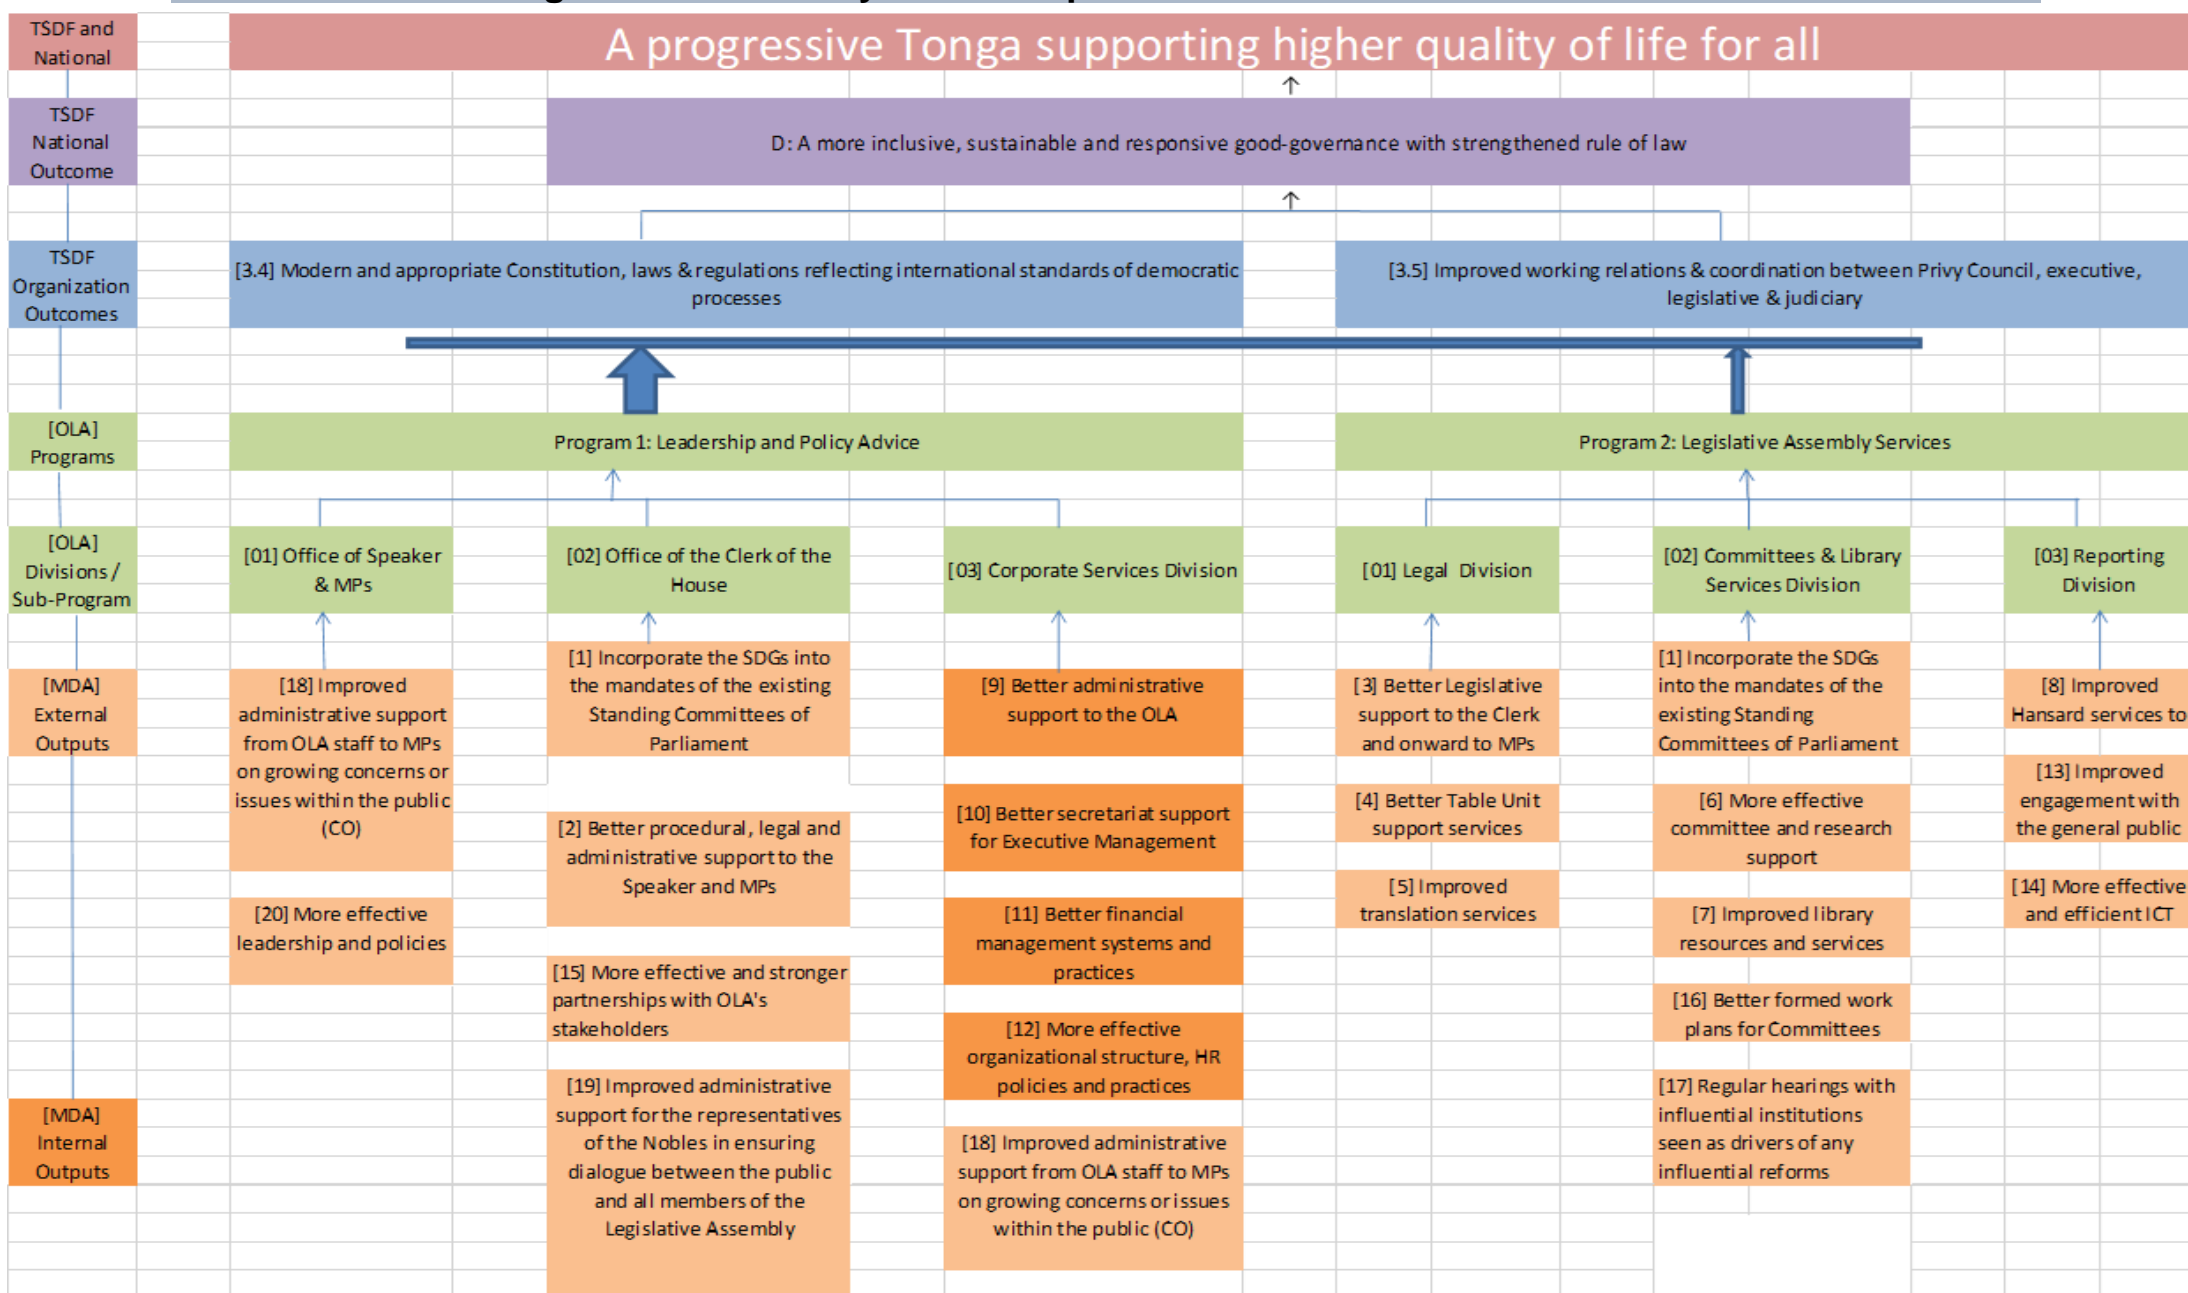 TSDF and
National
A progressive Tonga supporting higher quality of life for all
TSDF
National
Outcome
D: A more inclusive, sustainable and responsive good-governance with strengthened rule of law
TSDF
Organization
Outcomes
[3.4] Modern and appropriate Constitution, laws & regulations reflecting international standards of democratic
processes
[3.5] Improved working relations & coordination between Privy Council, executive,
legislative & judiciary
[OLA]
Programs
Program 1: Leadership and Policy Advice
Program 2: Legislative Assembly Services
[OLA]
Divisions /
Sub-Program
[01] Office of Speaker
& MPs
[02] Office of the Clerk of the
House
[03] Corporate Services Division
[01] Legal Division
[02] Committees & Library
Services Division
[03] Reporting
Division
[MDA]
External
Outputs
[18] Improved
administrative support
from OLA staff to MPs
on growing concerns or
issues within the public
(CO)
[20] More effective
leadership and policies
[1] Incorporate the SDGs into
the mandates of the existing
Standing Committees of
Parliament
[2] Better procedural, legal and
administrative support to the
Speaker and MPs
[15] More effective and stronger
partnerships with OLA's
stakeholders
[19] Improved administrative
support for the representatives
of the Nobles in ensuring
dialogue between the public
and all members of the
Legislative Assembly
[9] Better administrative
support to the OLA
[10] Better secretariat support
for Executive Management
[11] Better financial
management systems and
practices
[12] More effective
organizational structure, HR
policies and practices
[18] Improved administrative
support from OLA staff to MPs
on growing concerns or issues
within the public (CO)
[3] Better Legislative
support to the Clerk
and onward to MPs
[4] Better Table Unit
support services
[5] Improved
translation services
[1] Incorporate the SDGs
into the mandates of the
existing Standing
Committees of Parliament
[6] More effective
committee and research
support
[7] Improved library
resources and services
[16] Better formed work
plans for Committees
[17] Regular hearings with
influential institutions
seen as drivers of any
influential reforms
[8] Improved
Hansard services to
[13] Improved
engagement with
the general public
[14] More effective
and efficient ICT
[MDA]
Internal
Outputs